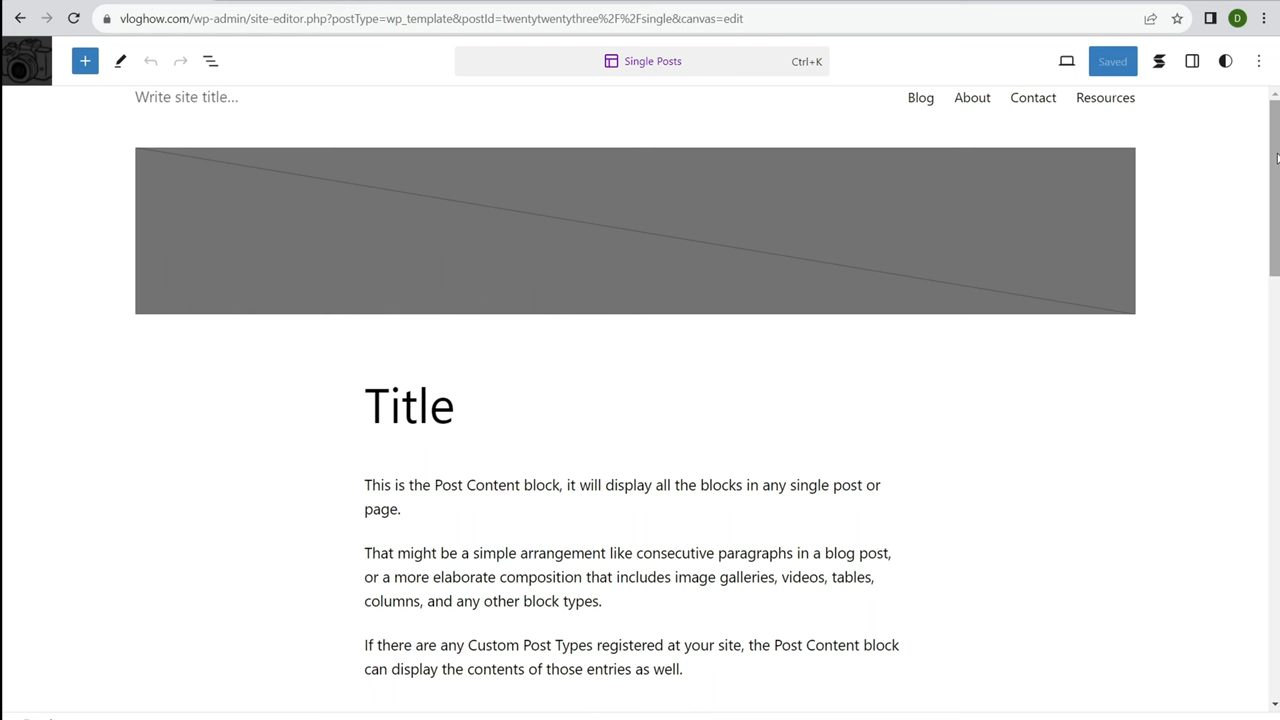 vloghow.com/wp-admin/site-editor.php?postType=wp_template&postId=twentytwentythree%2F%2Fsingle&canvas=edit
D
Single Posts
Ctrl+K
Saved
Write site title...
Blog
About
Contact
Resources
Title
This is the Post Content block, it will display all the blocks in any single post or
page.
That might be a simple arrangement like consecutive paragraphs in a blog post,
or a more elaborate composition that includes image galleries, videos, tables,
columns, and any other block types.
If there are any Custom Post Types registered at your site, the Post Content block
can display the contents of those entries as well.